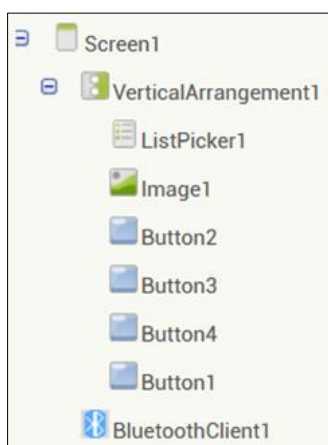 Screen1
VerticalArrangement1
ListPicker1
Image1
Button2
Button3
Button4
Button1
BluetoothClient1